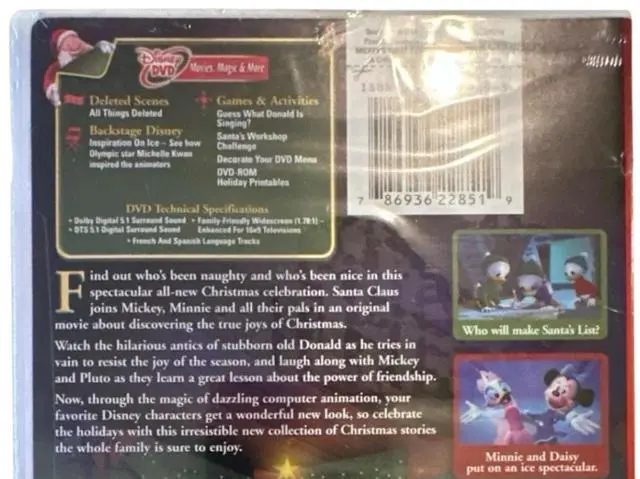 Disney DVD
Movies, Magic & More
Deleted Scenes
All Things Deleted
Backstage Disney
Inspiration On Ice – See how
Olympic star Michelle Kwan
inspired the animators
Games & Activities
Guess What Donald Is
Singing?
Santa's Workshop
Challenge
Decorate Your DVD Menu
DVD-ROM
Holiday Printables
DVD Technical Specifications
• Dolby Digital 5.1 Surround Sound
• DTS 5.1 Digital Surround Sound
• Family-Friendly Widescreen (1.78:1) –
Enhanced For 16x9 Televisions
• French And Spanish Language Tracks
7 86936 22851 9
Find out who's been naughty and who's been nice in this
spectacular all-new Christmas celebration. Santa Claus
joins Mickey, Minnie and all their pals in an original
movie about discovering the true joys of Christmas.
Watch the hilarious antics of stubborn old Donald as he tries in
vain to resist the joy of the season, and laugh along with Mickey
and Pluto as they learn a great lesson about the power of friendship.
Now, through the magic of dazzling computer animation, your
favorite Disney characters get a wonderful new look, so celebrate
the holidays with this irresistible new collection of Christmas stories
the whole family is sure to enjoy.
Who will make Santa's List?
Minnie and Daisy
put on an ice spectacular.